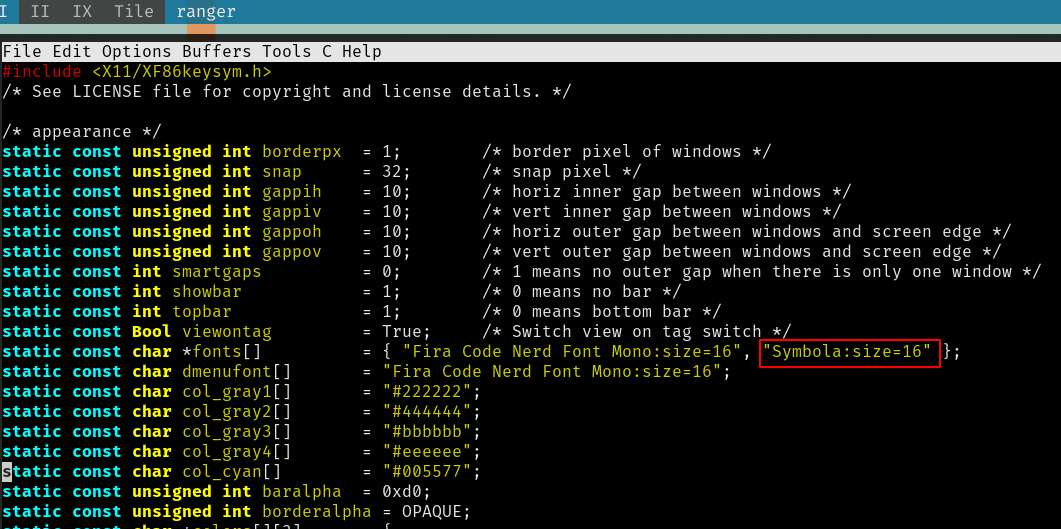 I II IX Tile ranger
File Edit Options Buffers Tools C Help
#include <X11/XF86keysym.h>
/* See LICENSE file for copyright and license details. */
/* appearance */
static const unsigned int borderpx  = 1;        /* border pixel of windows */
static const unsigned int snap      = 32;       /* snap pixel */
static const unsigned int gappih    = 10;       /* horiz inner gap between windows */
static const unsigned int gappiv    = 10;       /* vert inner gap between windows */
static const unsigned int gappoh    = 10;       /* horiz outer gap between windows and screen edge */
static const unsigned int gappov    = 10;       /* vert outer gap between windows and screen edge */
static const int smartgaps          = 0;        /* 1 means no outer gap when there is only one window */
static const int showbar            = 1;        /* 0 means no bar */
static const int topbar             = 1;        /* 0 means bottom bar */
static const Bool viewontag         = True;     /* Switch view on tag switch */
static const char *fonts[]          = { "Fira Code Nerd Font Mono:size=16", "Symbola:size=16" };
static const char dmenufont[]       = "Fira Code Nerd Font Mono:size=16";
static const char col_gray1[]       = "#222222";
static const char col_gray2[]       = "#444444";
static const char col_gray3[]       = "#bbbbbb";
static const char col_gray4[]       = "#eeeeee";
static const char col_cyan[]        = "#005577";
static const unsigned int baralpha  = 0xd0;
static const unsigned int borderalpha = OPAQUE;